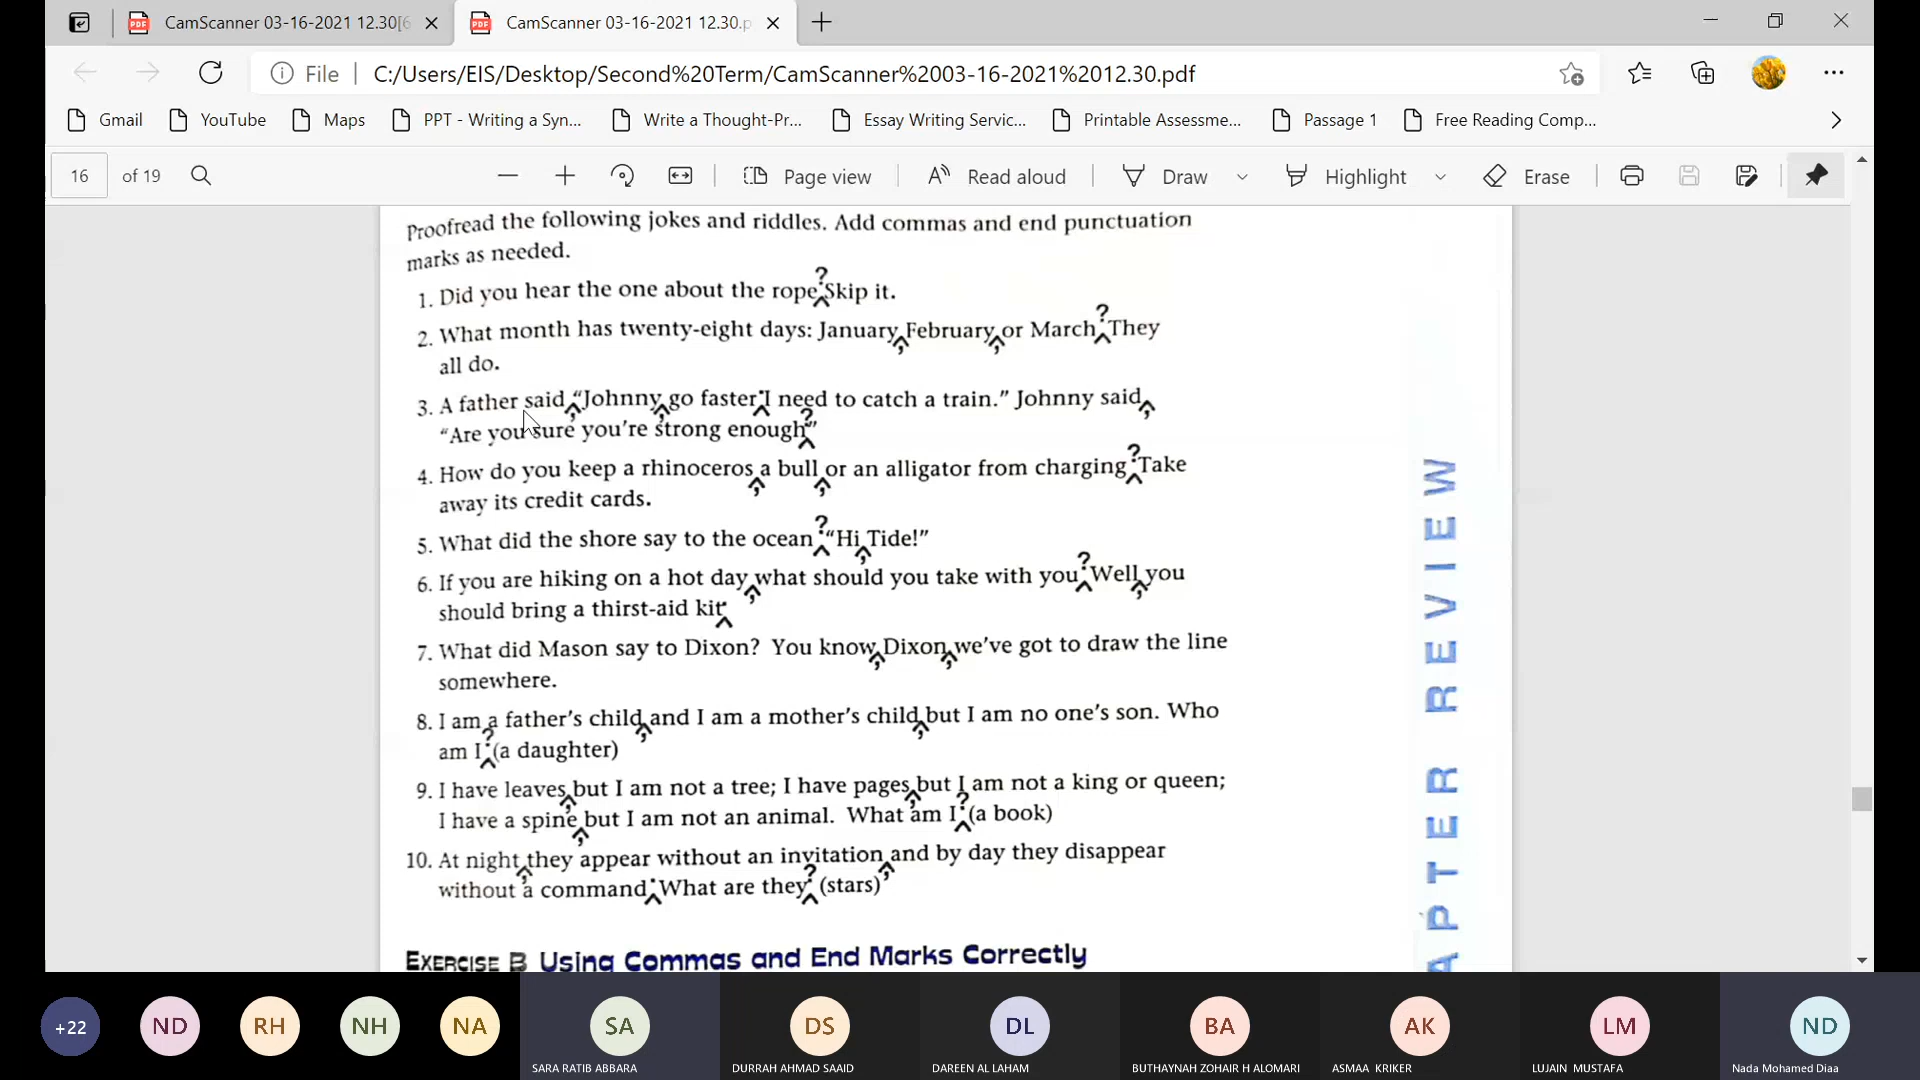 CamScanner 03-16-2021 12.30[6
CamScanner 03-16-2021 12.30.p
File
C:/Users/EIS/Desktop/Second%20Term/CamScanner%2003-16-2021%2012.30.pdf
Gmail YouTube Maps PPT - Writing a Syn... Write a Thought-Pr... Essay Writing Servic... Printable Assessme... Passage 1 Free Reading Comp...
16 of 19 Page view Read aloud Draw Highlight Erase
Proofread the following jokes and riddles. Add commas and end punctuation
marks as needed.
1. Did you hear the one about the rope? Skip it.
2. What month has twenty-eight days: January, February, or March? They
all do.
3. A father said, “Johnny, go faster. I need to catch a train.” Johnny said,
“Are you sure you’re strong enough?”
4. How do you keep a rhinoceros, a bull, or an alligator from charging? Take
away its credit cards.
5. What did the shore say to the ocean? “Hi, Tide!”
6. If you are hiking on a hot day, what should you take with you? Well, you
should bring a thirst-aid kit.
7. What did Mason say to Dixon? You know, Dixon, we’ve got to draw the line
somewhere.
8. I am a father’s child, and I am a mother’s child, but I am no one’s son. Who
am I? (a daughter)
9. I have leaves, but I am not a tree; I have pages, but I am not a king or queen;
I have a spine, but I am not an animal. What am I? (a book)
10. At night, they appear without an invitation, and by day they disappear
without a command. What are they? (stars)
EXERCISE B Using Commas and End Marks Correctly
APTER REVIEW
+22 ND RH NH NA SA DS DL BA AK LM ND
SARA RATIB ABBARA DURRAH AHMAD SAAID DAREEN AL LAHAM BUTHAYNAH ZOHAIR H ALOMARI ASMAA KRIKER LUJAIN MUSTAFA Nada Mohamed Diaa